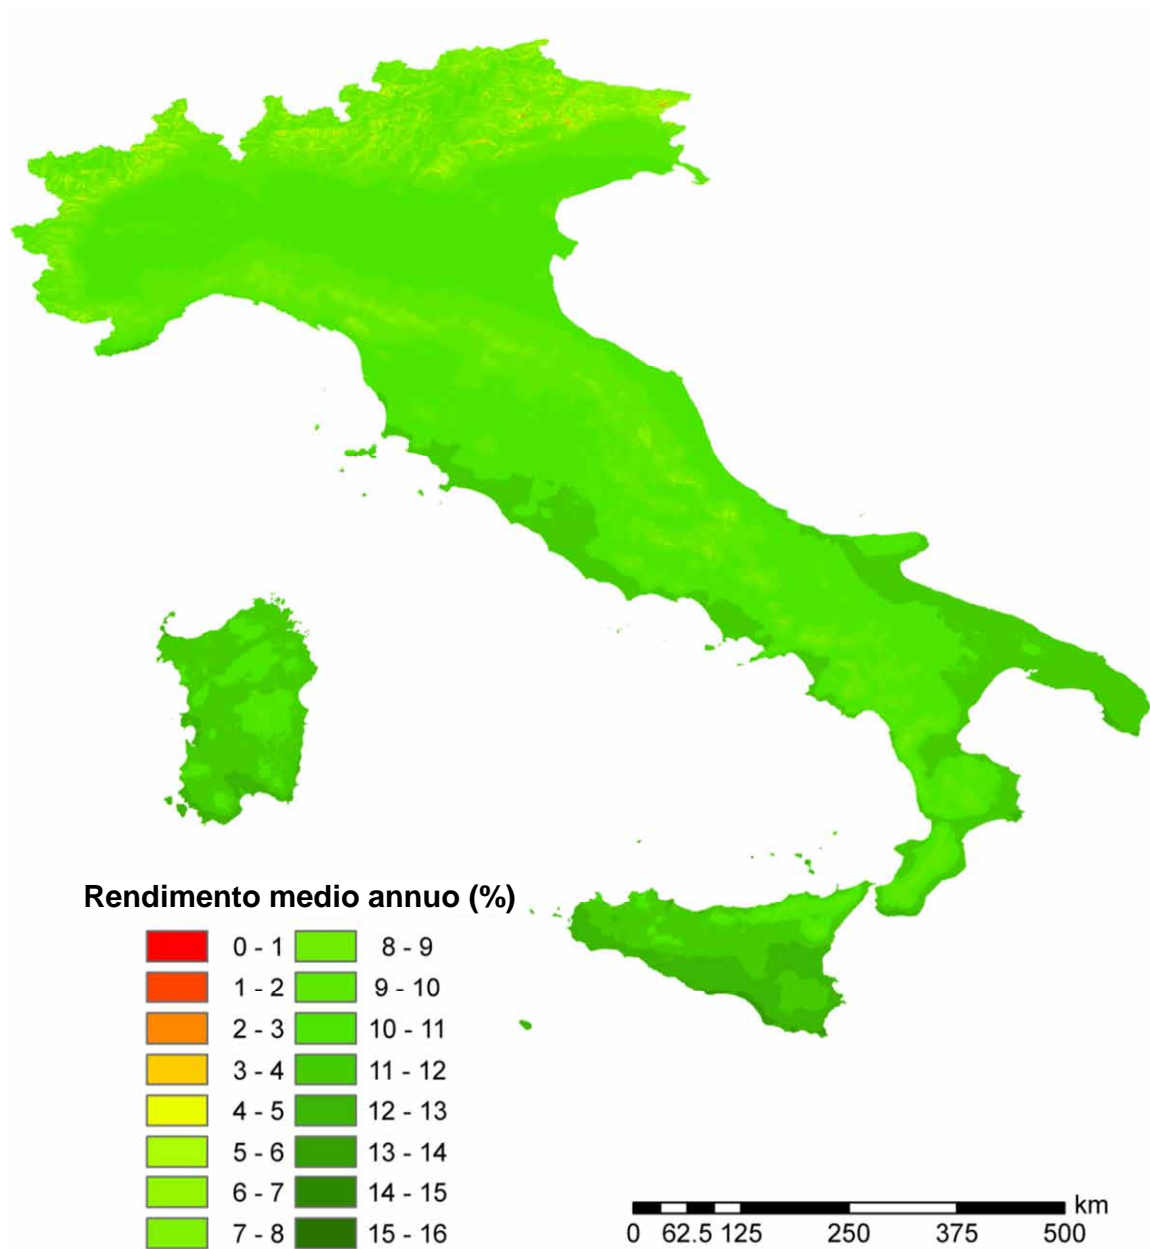 Rendimento medio annuo (%)
0 - 1 8 - 9
1 - 2 9 - 10
2 - 3 10 - 11
3 - 4 11 - 12
4 - 5 12 - 13
5 - 6 13 - 14
6 - 7 14 - 15
7 - 8 15 - 16
km
0 62.5 125 250 375 500